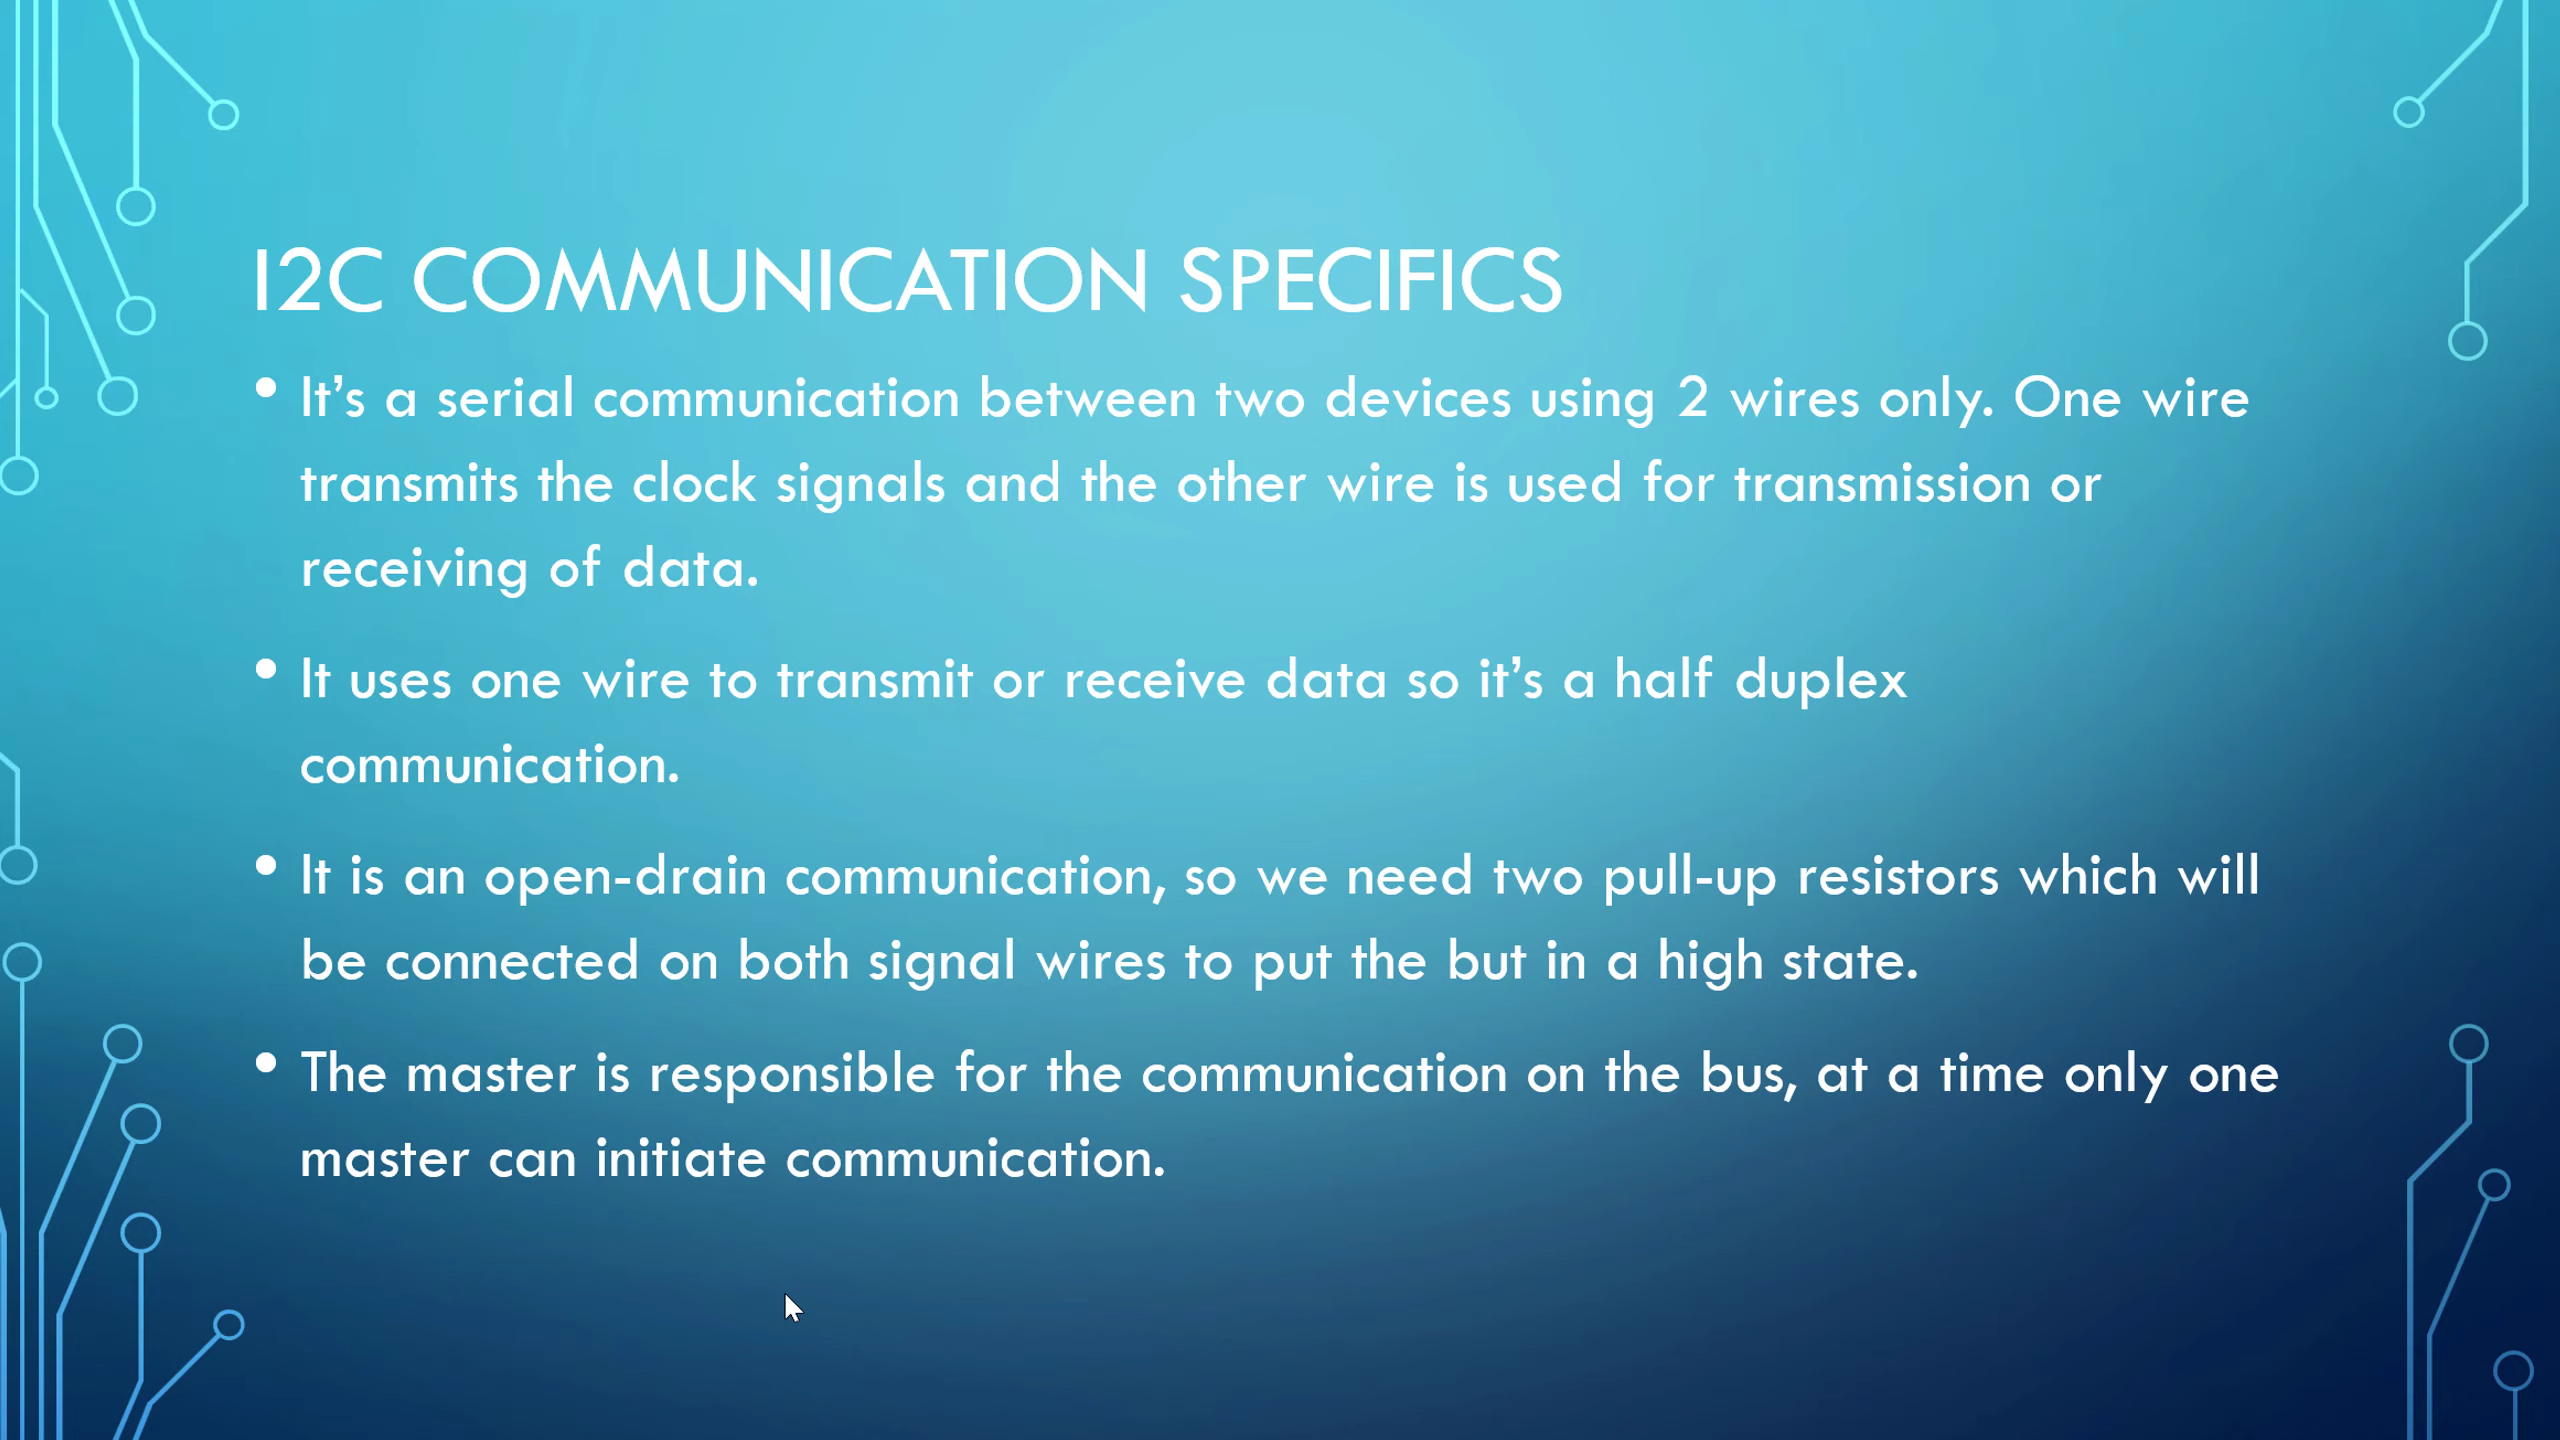 I2C COMMUNICATION SPECIFICS
• It’s a serial communication between two devices using 2 wires only. One wire
transmits the clock signals and the other wire is used for transmission or
receiving of data.
• It uses one wire to transmit or receive data so it’s a half duplex
communication.
• It is an open-drain communication, so we need two pull-up resistors which will
be connected on both signal wires to put the but in a high state.
• The master is responsible for the communication on the bus, at a time only one
master can initiate communication.